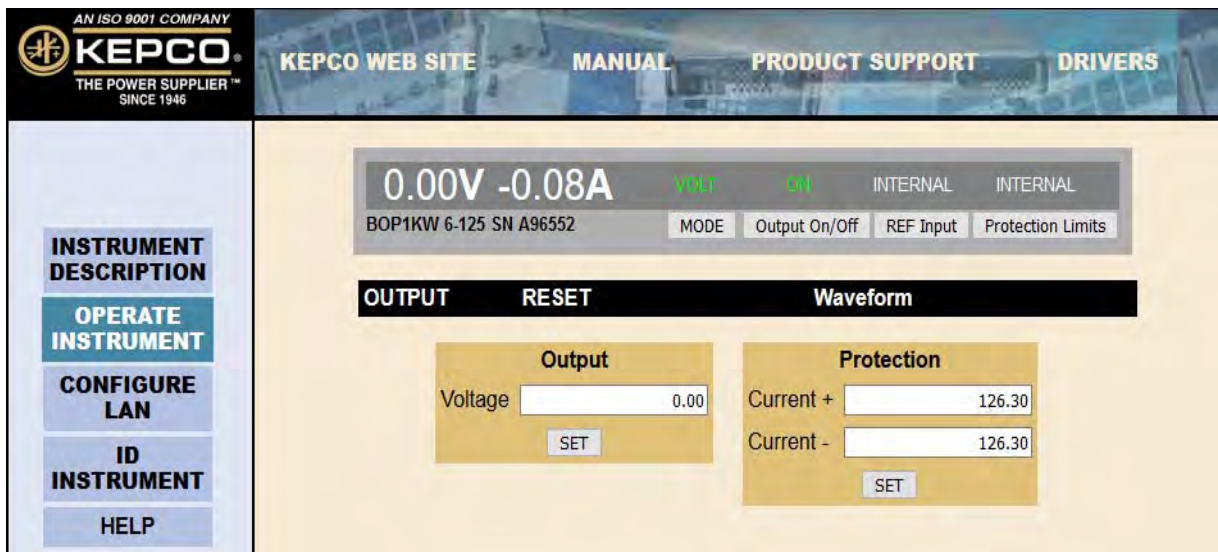 AN ISO 9001 COMPANY
KEPCO®
THE POWER SUPPLIER™
SINCE 1946
KEPCO WEB SITE MANUAL PRODUCT SUPPORT DRIVERS
INSTRUMENT
DESCRIPTION
OPERATE
INSTRUMENT
CONFIGURE
LAN
ID
INSTRUMENT
HELP
0.00V -0.08A VOLT ON INTERNAL INTERNAL
BOP1KW 6-125 SN A96552 MODE Output On/Off REF Input Protection Limits
OUTPUT RESET Waveform
Output
Voltage 0.00
SET
Protection
Current + 126.30
Current - 126.30
SET